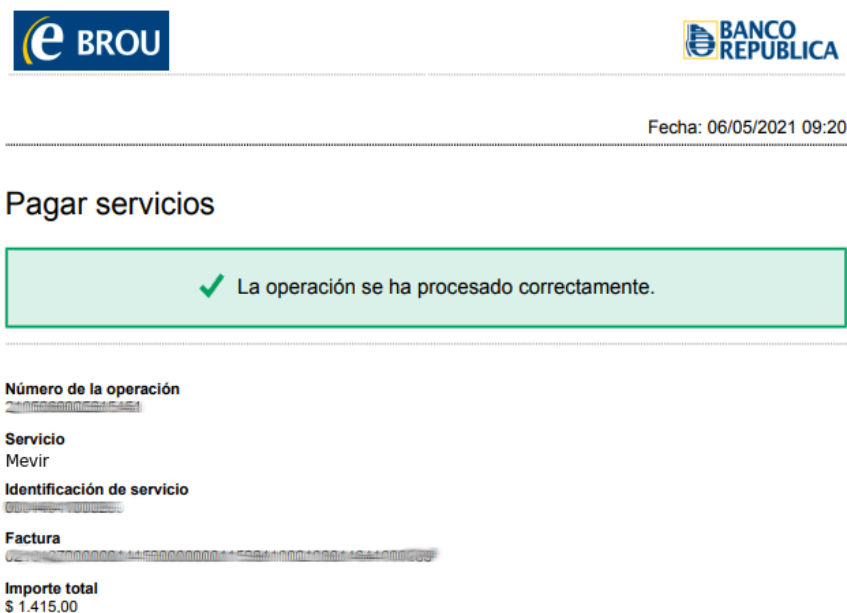 e BROU
BANCO
REPUBLICA
Fecha: 06/05/2021 09:20
Pagar servicios
La operación se ha procesado correctamente.
Número de la operación
Servicio
Mevir
Identificación de servicio
Factura
Importe total
$ 1.415,00